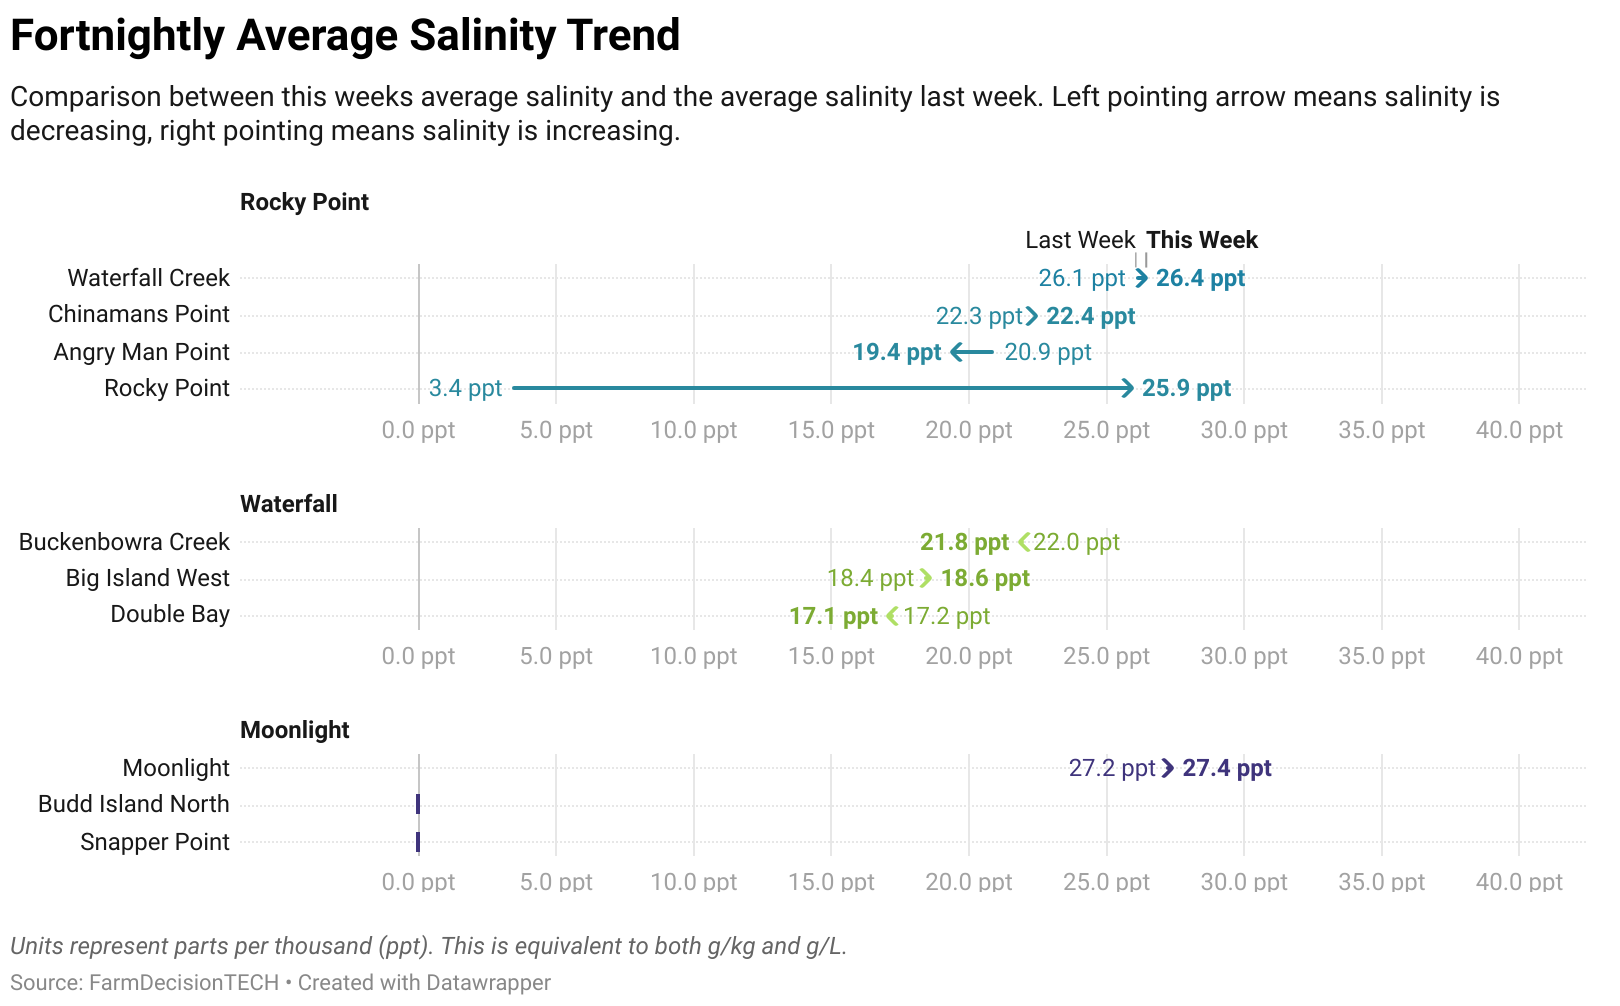 Fortnightly Average Salinity Trend
Comparison between this weeks average salinity and the average salinity last week. Left pointing arrow means salinity is
decreasing, right pointing means salinity is increasing.
Rocky Point
Last Week This Week
Waterfall Creek 26.1 ppt 26.4 ppt
Chinamans Point 22.3 ppt 22.4 ppt
Angry Man Point 19.4 ppt 20.9 ppt
Rocky Point 3.4 ppt 25.9 ppt
0.0 ppt 5.0 ppt 10.0 ppt 15.0 ppt 20.0 ppt 25.0 ppt 30.0 ppt 35.0 ppt 40.0 ppt
Waterfall
Buckenbowra Creek 21.8 ppt 22.0 ppt
Big Island West 18.4 ppt 18.6 ppt
Double Bay 17.1 ppt 17.2 ppt
0.0 ppt 5.0 ppt 10.0 ppt 15.0 ppt 20.0 ppt 25.0 ppt 30.0 ppt 35.0 ppt 40.0 ppt
Moonlight
Moonlight 27.2 ppt 27.4 ppt
Budd Island North
Snapper Point
0.0 ppt 5.0 ppt 10.0 ppt 15.0 ppt 20.0 ppt 25.0 ppt 30.0 ppt 35.0 ppt 40.0 ppt
Units represent parts per thousand (ppt). This is equivalent to both g/kg and g/L.
Source: FarmDecisionTECH • Created with Datawrapper